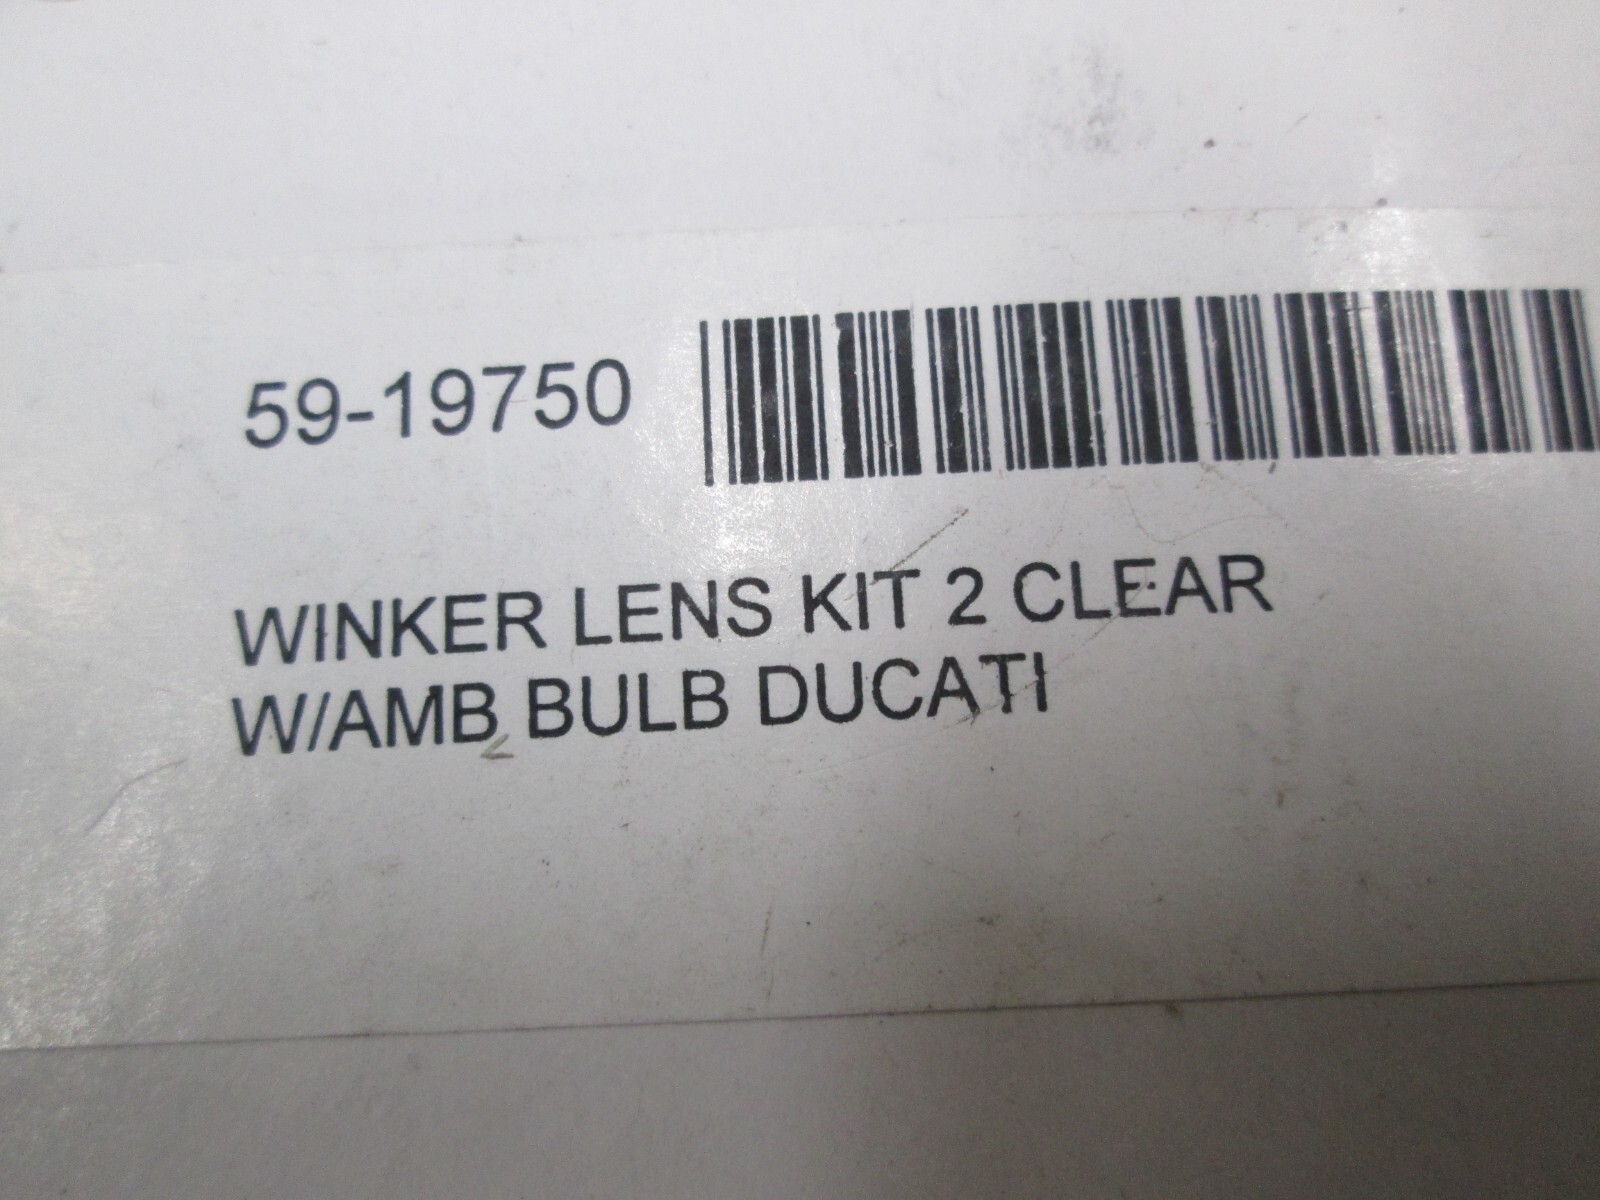 59-19750
WINKER LENS KIT 2 CLEAR
W/AMB BULB DUCATI